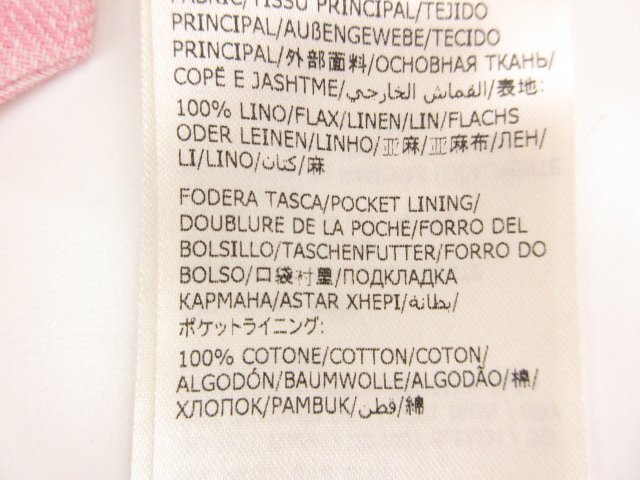 FABRIC/TISSU PRINCIPAL/TEJIDO
PRINCIPAL/AUßENGEWEBE/TECIDO
PRINCIPAL/外部面料/ОСНОВНАЯ ТКАНЬ/
COPË E JASHTME/القماش الخارجي/表地:
100% LINO/FLAX/LINEN/LIN/FLACHS
ODER LEINEN/LINHO/亚麻/亚麻布/ЛЕН/
LI/LINO/كتان/麻
FODERA TASCA/POCKET LINING/
DOUBLURE DE LA POCHE/FORRO DEL
BOLSILLO/TASCHENFUTTER/FORRO DO
BOLSO/口袋衬里/ПОДКЛАДКА
КАРМАНА/ASTAR XHEPI/بطانة/
ポケットライニング:
100% COTONE/COTTON/COTON/
ALGODÓN/BAUMWOLLE/ALGODÃO/棉/
ХЛОПОК/PAMBUK/قطن/綿